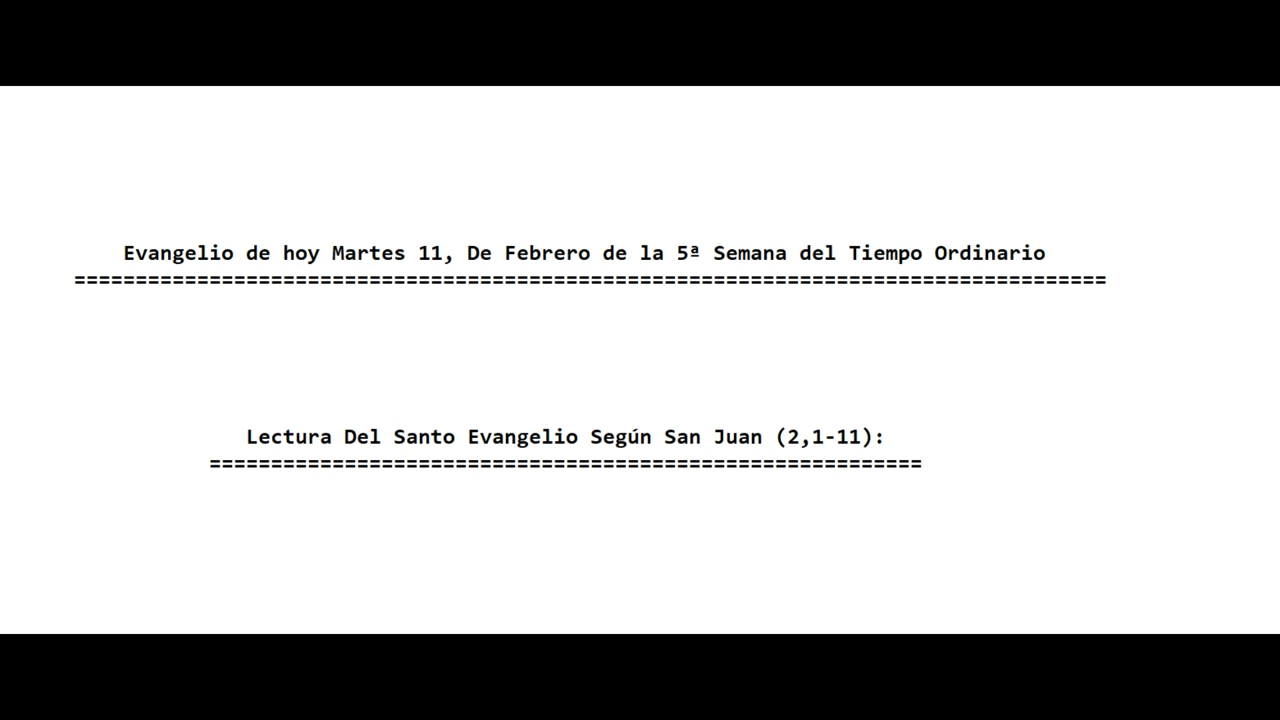 Evangelio de hoy Martes 11, De Febrero de la 5ª Semana del Tiempo Ordinario
====================================================================================
Lectura Del Santo Evangelio Según San Juan (2,1-11):
==========================================================